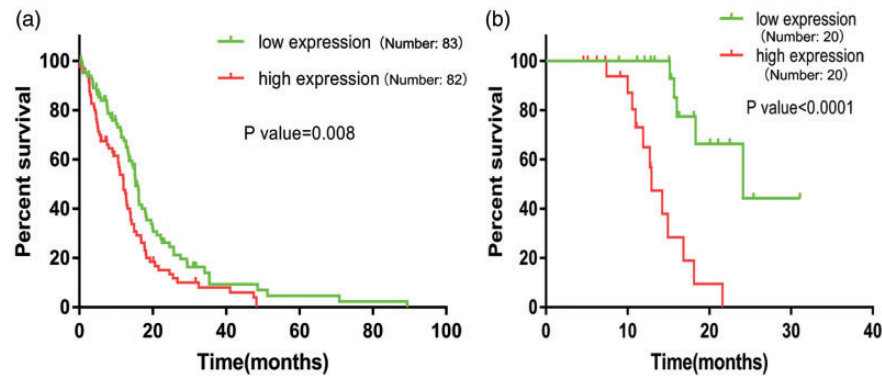 (a)
low expression (Number: 83)
high expression (Number: 82)
P value=0.008
Percent survival
100
80
60
40
20
0
0 20 40 60 80 100
Time(months)
(b)
low expression
(Number: 20)
high expression
(Number: 20)
P value<0.0001
Percent survival
100
80
60
40
20
0
0 10 20 30 40
Time(months)